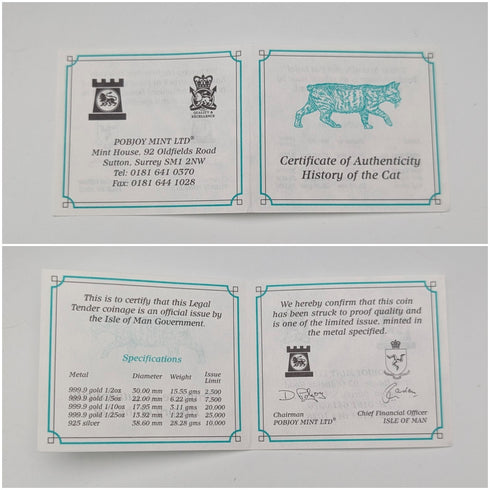 QUALITY &
EXCELLENCE
POBJOY MINT LTD®
Mint House, 92 Oldfields Road
Sutton, Surrey SM1 2NW
Tel: 0181 641 0370
Fax: 0181 644 1028
Certificate of Authenticity
History of the Cat
This is to certify that this Legal
Tender coinage is an official issue by
the Isle of Man Government.
Specifications
Metal Diameter Weight Issue Limit
999.9 gold 1/2oz 30.00 mm 15.55 gms 2,500
999.9 gold 1/5oz 22.00 mm 6.22 gms 7,500
999.9 gold 1/10oz 17.95 mm 3.11 gms 20,000
999.9 gold 1/25oz 13.92 mm 1.22 gms 25,000
925 silver 38.60 mm 28.28 gms 10,000
We hereby confirm that this coin
has been struck to proof quality and
is one of the limited issue, minted in
the metal specified.
Chairman
POBJOY MINT LTD®
Chief Financial Officer
ISLE OF MAN